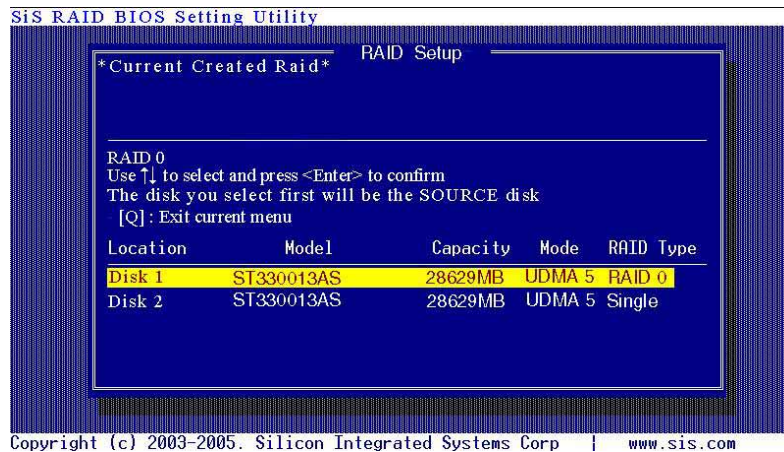 SiS RAID BIOS Setting Utility
RAID Setup
*Current Created Raid*
RAID 0
Use ↑↓ to select and press <Enter> to confirm
The disk you select first will be the SOURCE disk
[Q] : Exit current menu
Location Model Capacity Mode RAID Type
Disk 1 ST330013AS 28629MB UDMA 5 RAID 0
Disk 2 ST330013AS 28629MB UDMA 5 Single
Copyright (c) 2003-2005. Silicon Integrated Systems Corp | www.sis.com